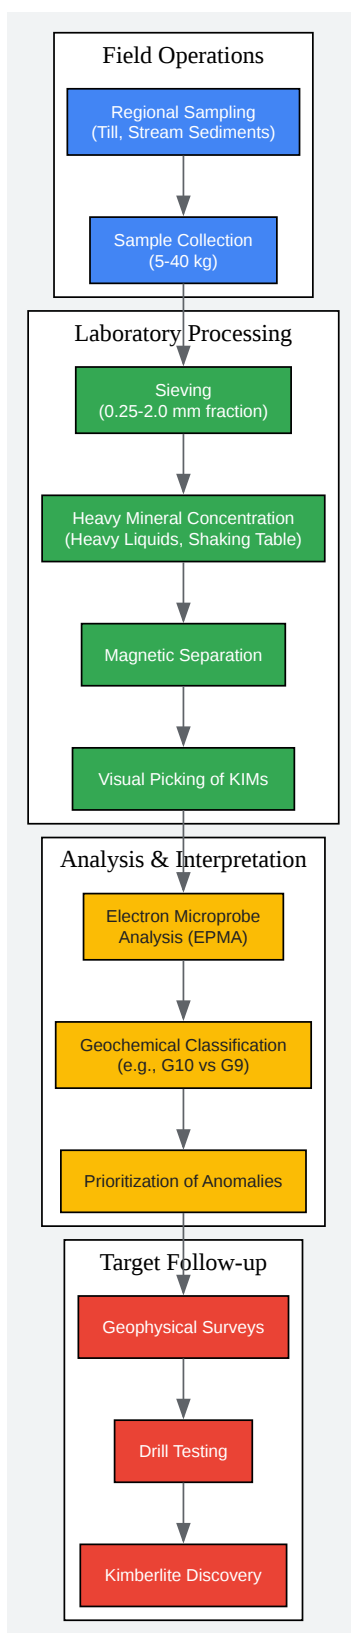 Field Operations
Regional Sampling
(Till, Stream Sediments)
Sample Collection
(5-40 kg)
Laboratory Processing
Sieving
(0.25-2.0 mm fraction)
Heavy Mineral Concentration
(Heavy Liquids, Shaking Table)
Magnetic Separation
Visual Picking of KIMs
Analysis & Interpretation
Electron Microprobe
Analysis (EPMA)
Geochemical Classification
(e.g., G10 vs G9)
Prioritization of Anomalies
Target Follow-up
Geophysical Surveys
Drill Testing
Kimberlite Discovery